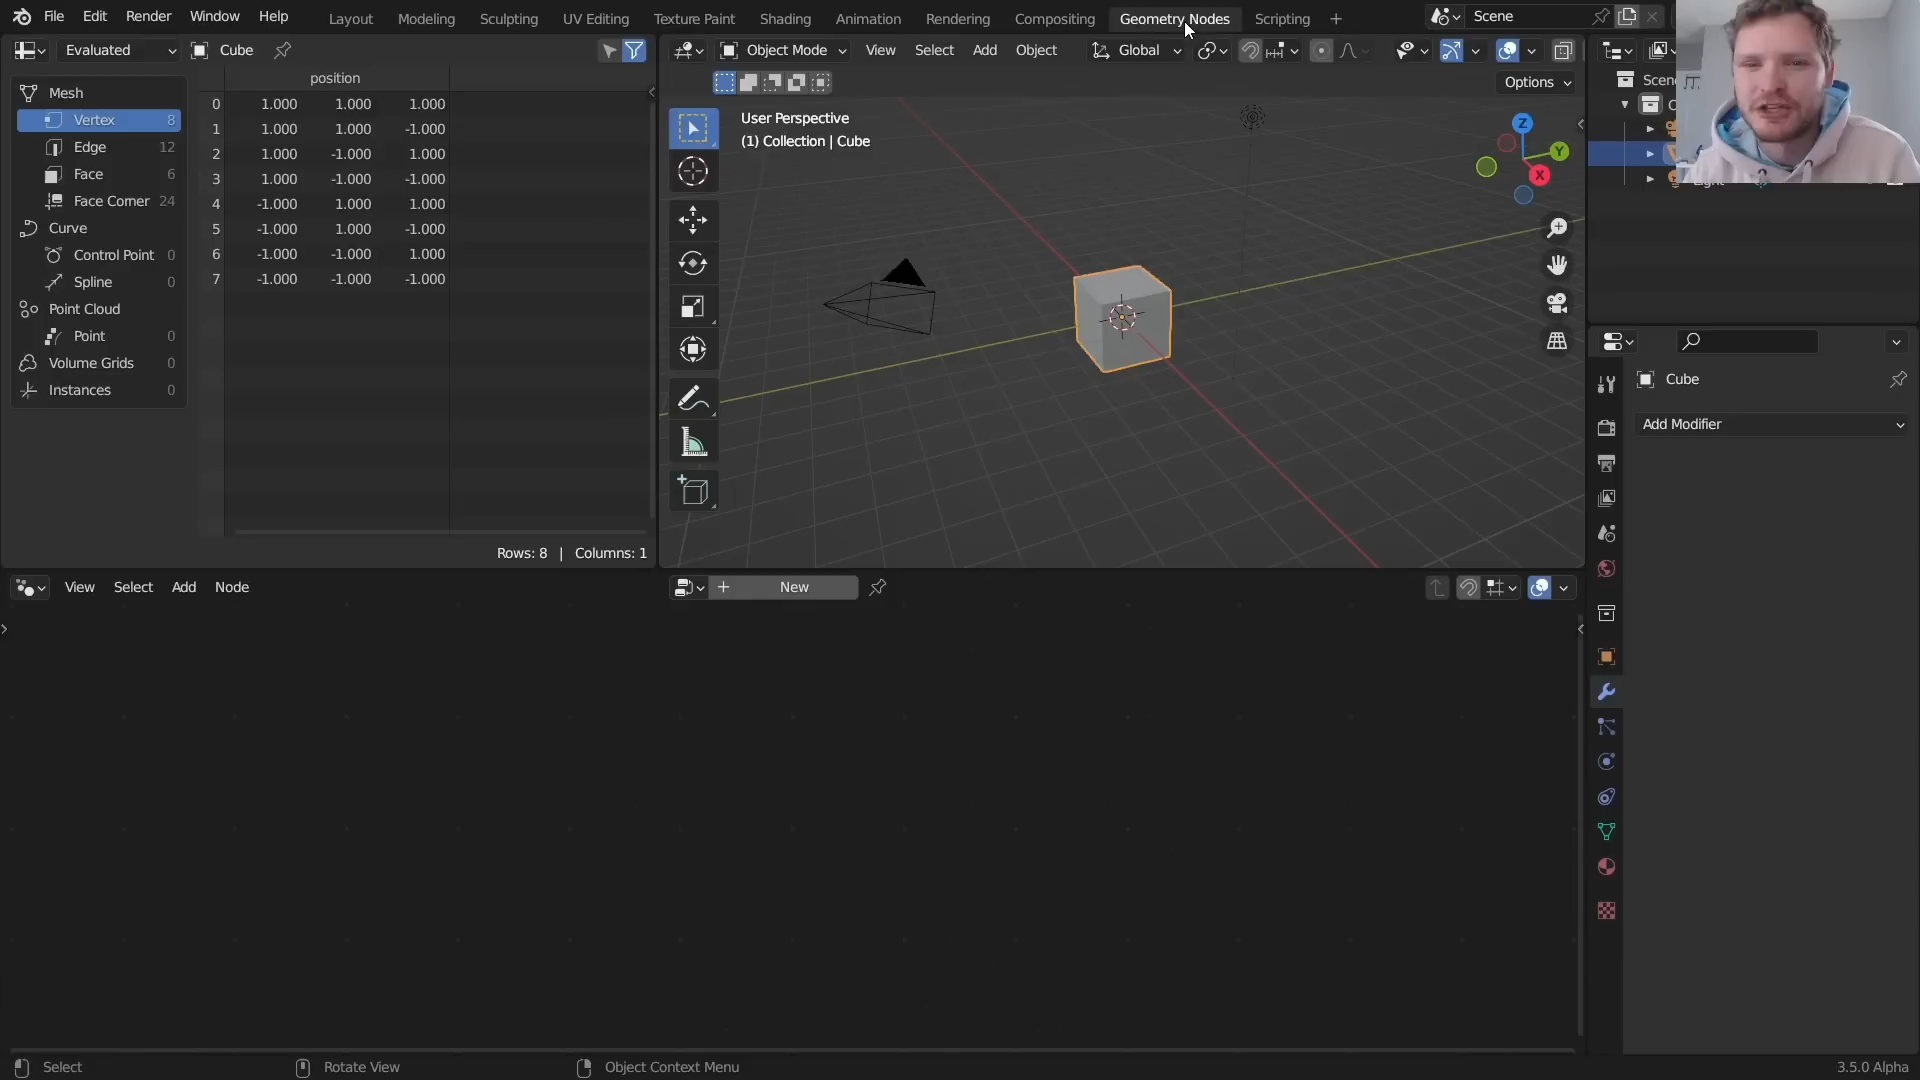 File Edit Render Window Help Layout Modeling Sculpting UV Editing Texture Paint Shading Animation Rendering Compositing Geometry Nodes Scripting + Scene
Evaluated Cube
Object Mode View Select Add Object Global
Options
position
Mesh
Vertex 8
Edge 12
Face 6
Face Corner 24
Curve
Control Point 0
Spline 0
Point Cloud
Point 0
Volume Grids 0
Instances 0
0 1.000 1.000 1.000
1 1.000 1.000 -1.000
2 1.000 -1.000 1.000
3 1.000 -1.000 -1.000
4 -1.000 1.000 1.000
5 -1.000 1.000 -1.000
6 -1.000 -1.000 1.000
7 -1.000 -1.000 -1.000
Rows: 8 | Columns: 1
User Perspective
(1) Collection | Cube
Z
Y
X
Cube
Add Modifier
View Select Add Node
+ New
Select Rotate View Object Context Menu
3.5.0 Alpha